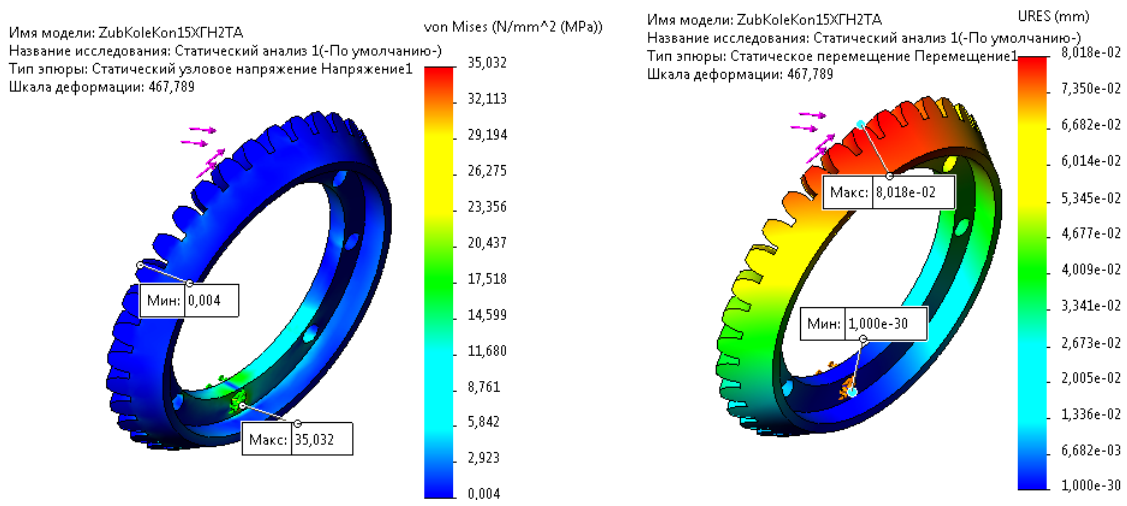 Имя модели: ZubKoleKon15ХГН2ТА
Название исследования: Статический анализ 1(-По умолчанию-)
Тип эпюры: Статический узловое напряжение Напряжение1
Шкала деформации: 467,789
von Mises (N/mm^2 (MPa))
35,032
32,113
29,194
26,275
23,356
20,437
17,518
14,599
11,680
8,761
5,842
2,923
0,004
Мин: 0,004
Макс: 35,032
Имя модели: ZubKoleKon15ХГН2ТА
Название исследования: Статический анализ 1(-По умолчанию-)
Тип эпюры: Статическое перемещение Перемещение1
Шкала деформации: 467,789
URES (mm)
8,018e-02
7,350e-02
6,682e-02
6,014e-02
5,345e-02
4,677e-02
4,009e-02
3,341e-02
2,673e-02
2,005e-02
1,336e-02
6,682e-03
1,000e-30
Макс: 8,018e-02
Мин: 1,000e-30